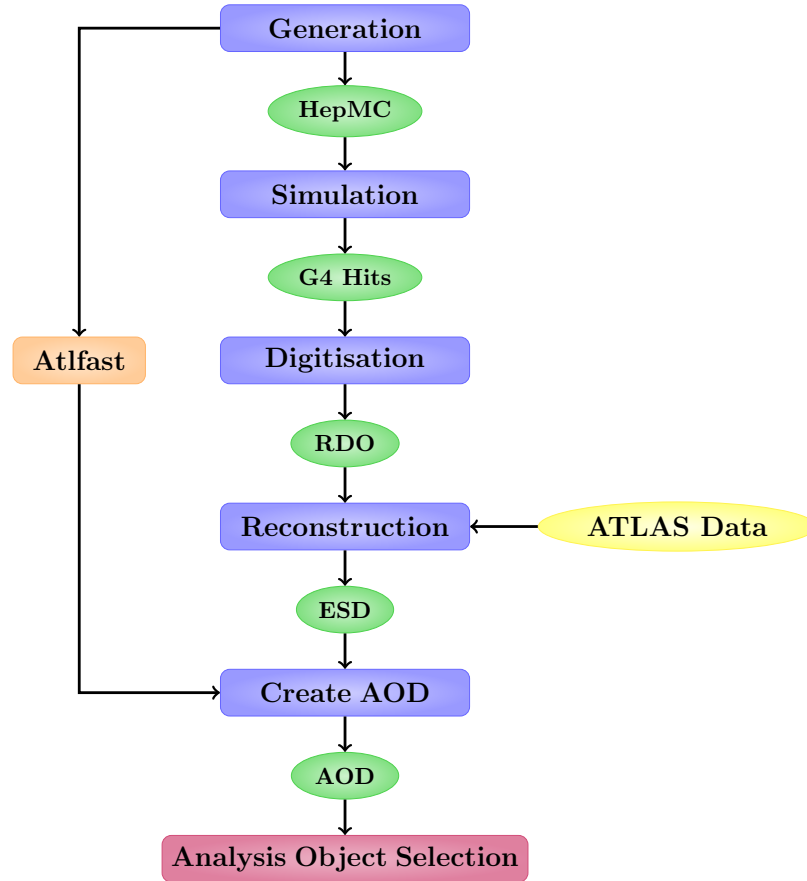 Generation
HepMC
Simulation
G4 Hits
Atlfast
Digitisation
RDO
Reconstruction
ATLAS Data
ESD
Create AOD
AOD
Analysis Object Selection